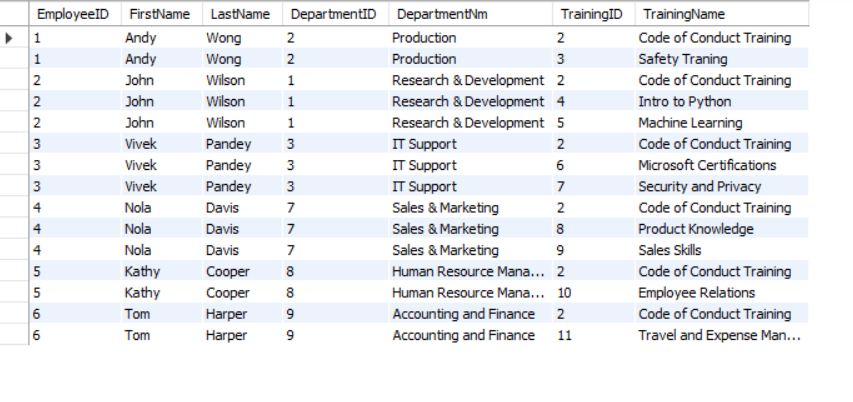 EmployeeID FirstName LastName DepartmentID DepartmentNm TrainingID TrainingName
1 Andy Wong 2 Production 2 Code of Conduct Training
1 Andy Wong 2 Production 3 Safety Traning
2 John Wilson 1 Research & Development 2 Code of Conduct Training
2 John Wilson 1 Research & Development 4 Intro to Python
2 John Wilson 1 Research & Development 5 Machine Learning
3 Vivek Pandey 3 IT Support 2 Code of Conduct Training
3 Vivek Pandey 3 IT Support 6 Microsoft Certifications
3 Vivek Pandey 3 IT Support 7 Security and Privacy
4 Nola Davis 7 Sales & Marketing 2 Code of Conduct Training
4 Nola Davis 7 Sales & Marketing 8 Product Knowledge
4 Nola Davis 7 Sales & Marketing 9 Sales Skills
5 Kathy Cooper 8 Human Resource Mana... 2 Code of Conduct Training
5 Kathy Cooper 8 Human Resource Mana... 10 Employee Relations
6 Tom Harper 9 Accounting and Finance 2 Code of Conduct Training
6 Tom Harper 9 Accounting and Finance 11 Travel and Expense Man...